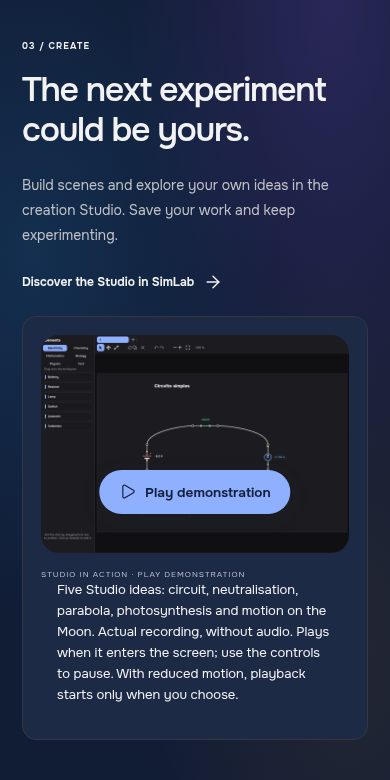 03 / CREATE
The next experiment
could be yours.
Build scenes and explore your own ideas in the
creation Studio. Save your work and keep
experimenting.
Discover the Studio in SimLab
Circuito simples
Play demonstration
STUDIO IN ACTION · PLAY DEMONSTRATION
Five Studio ideas: circuit, neutralisation,
parabola, photosynthesis and motion on the
Moon. Actual recording, without audio. Plays
when it enters the screen; use the controls
to pause. With reduced motion, playback
starts only when you choose.